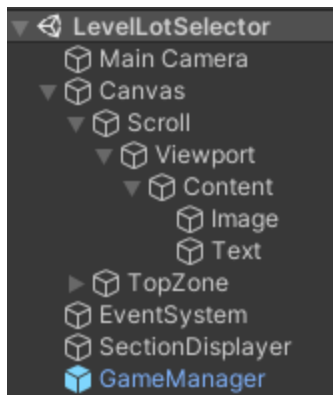 LevelLotSelector
Main Camera
Canvas
Scroll
Viewport
Content
Image
Text
TopZone
EventSystem
SectionDisplayer
GameManager